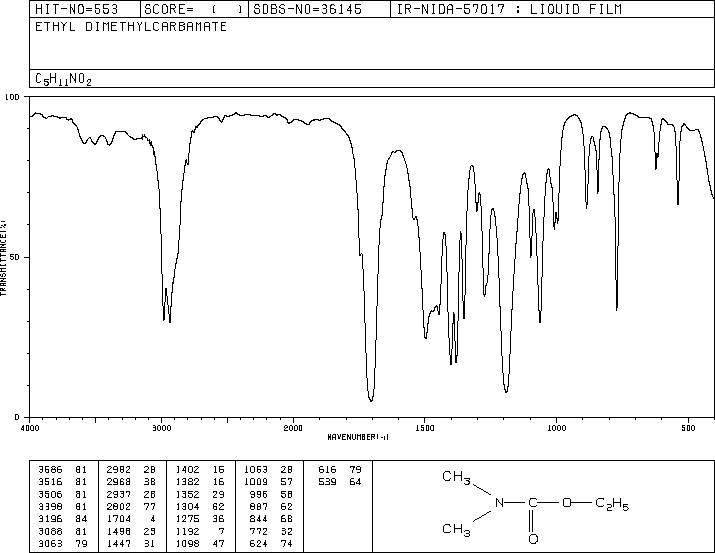 HIT-NO=553 SCORE= ( ) SDBS-NO=36145 IR-NIDA-57017 : LIQUID FILM
ETHYL DIMETHYLCARBAMATE
C5H11NO2
100
50
0
TRANSMITTANCE(%)
4000 3000 2000 1500 1000 500
WAVENUMBER(-1)
3586 81 2982 28 1402 16 1063 28 616 79
3516 81 2968 38 1382 16 1009 57 539 64
3506 81 2937 28 1352 29 996 58
3398 81 2802 77 1304 62 887 62
3196 84 1704 4 1275 36 844 68
3088 81 1498 23 1192 7 772 32
3063 79 1447 31 1098 47 624 74
CH3
N C O C2H5
CH3
O